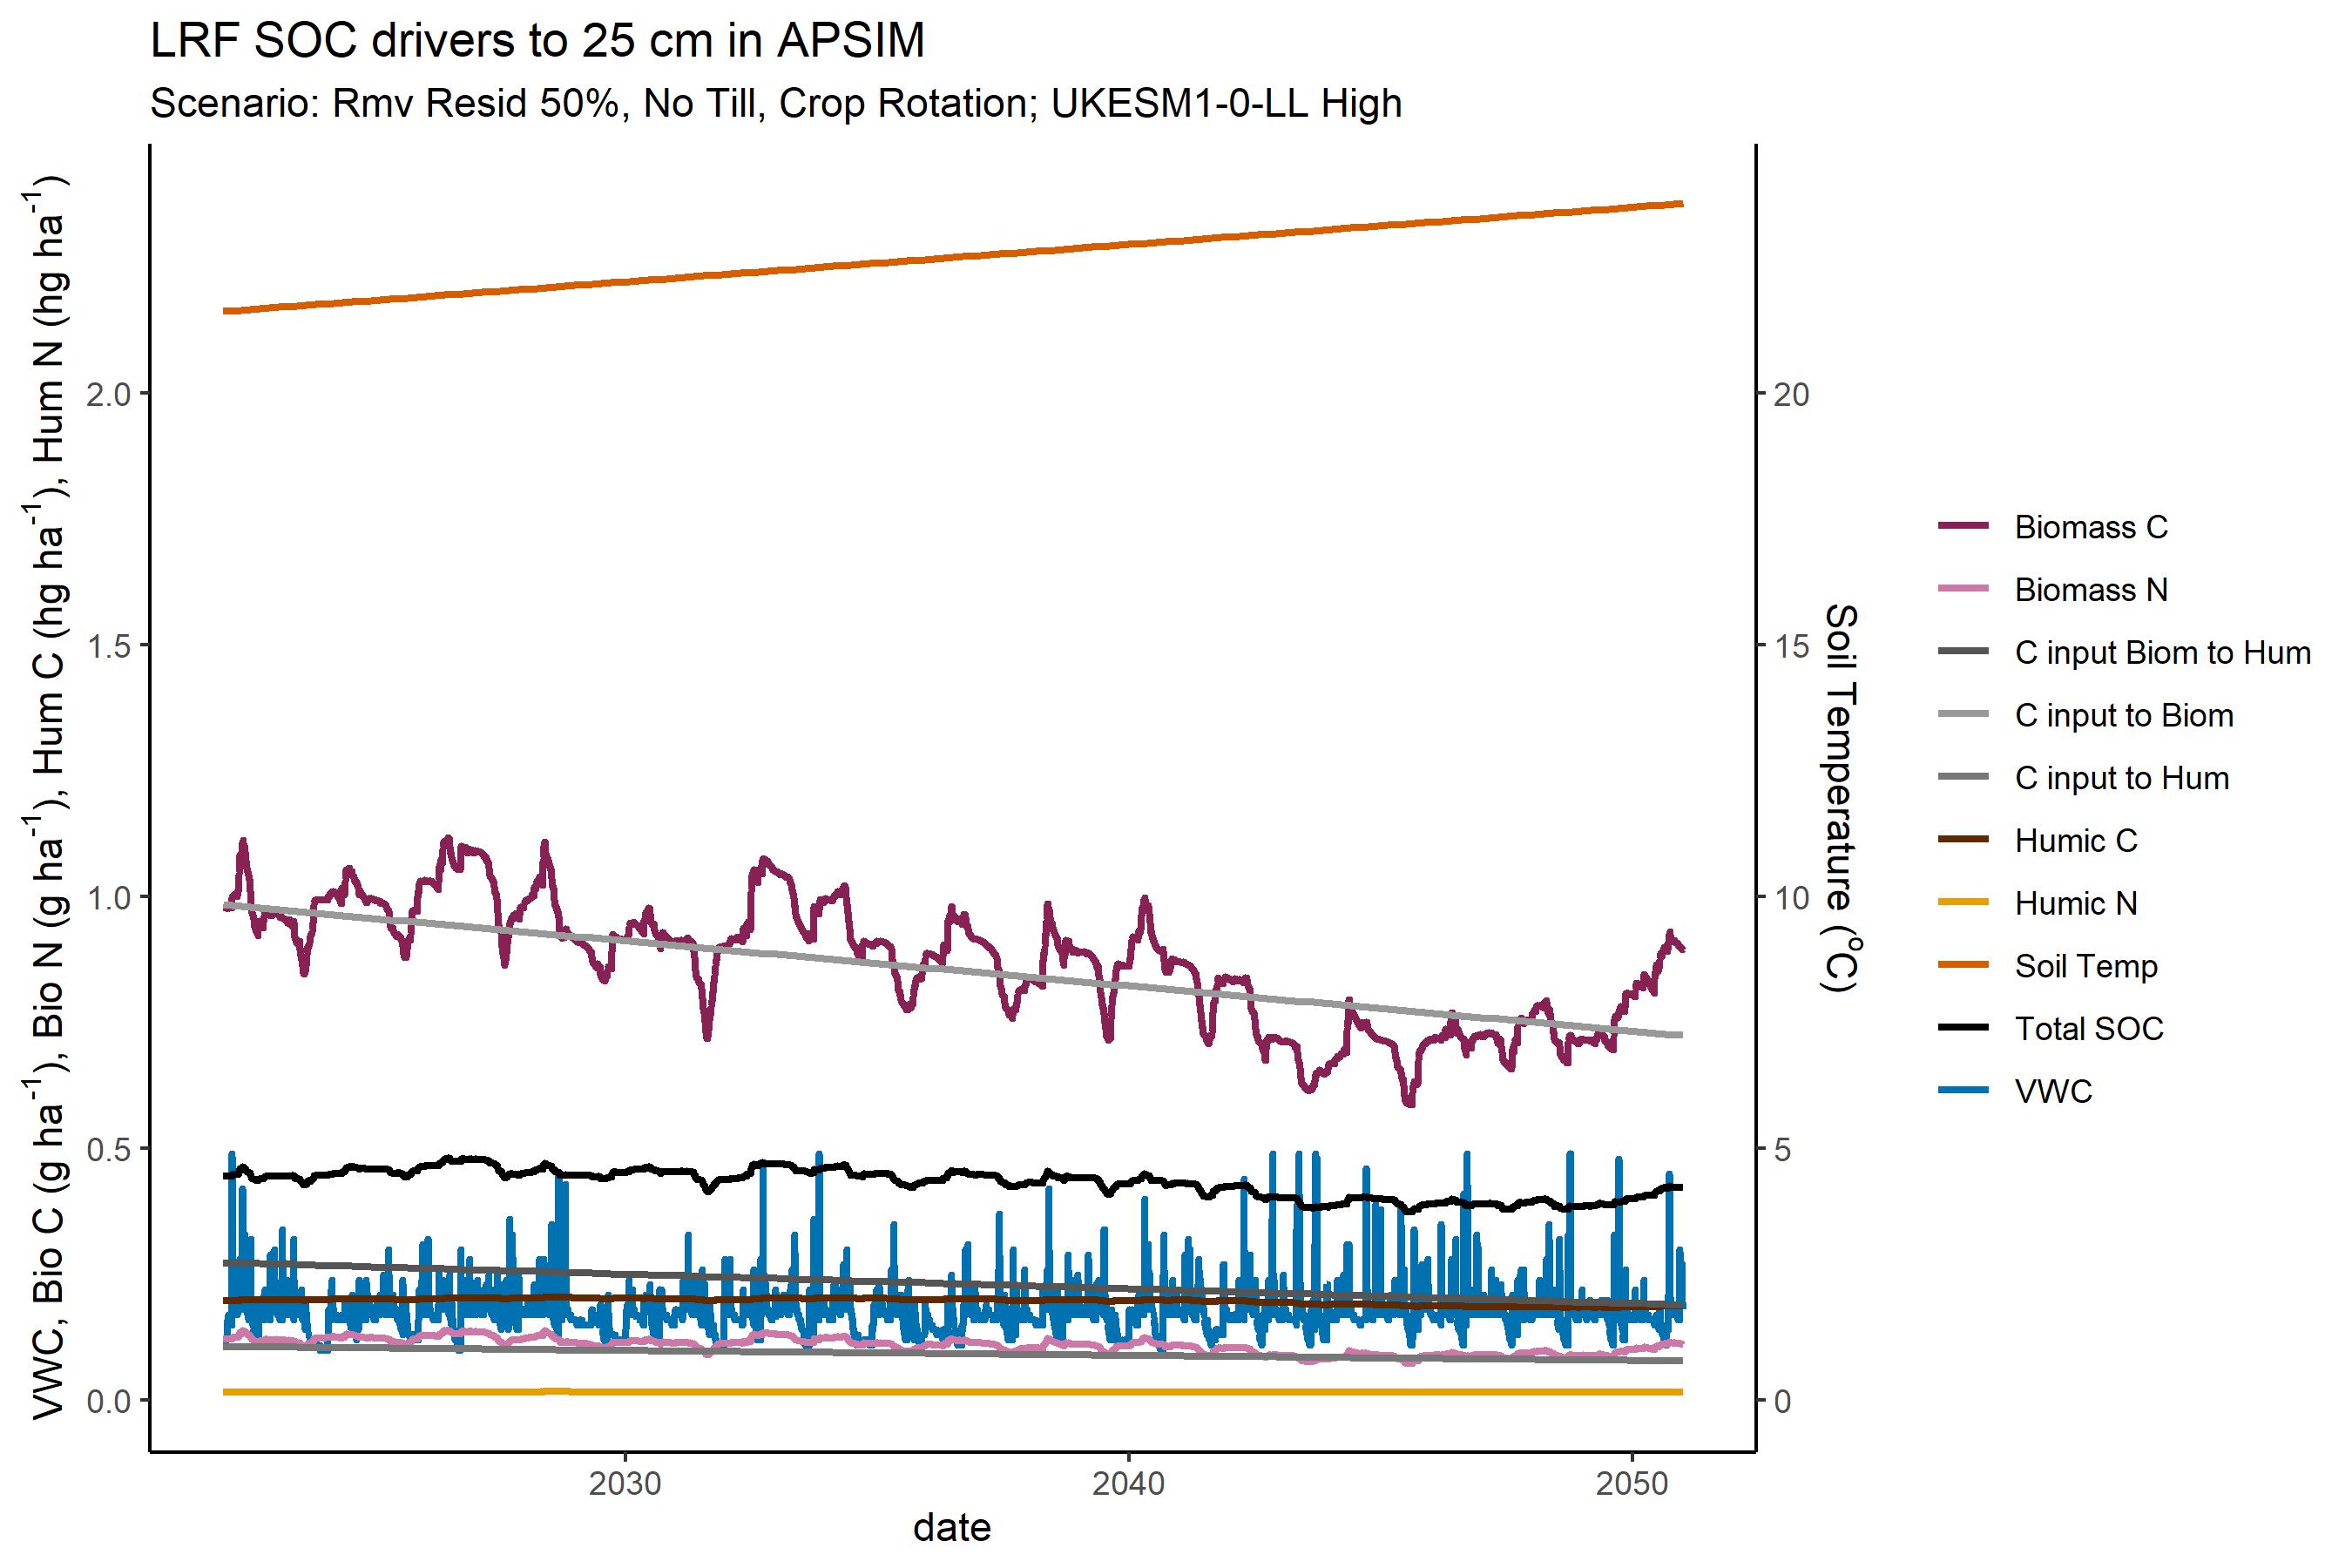 LRF SOC drivers to 25 cm in APSIM
Scenario: Rmv Resid 50%, No Till, Crop Rotation; UKESM1-0-LL High
VWC, Bio C (g ha⁻¹), Bio N (g ha⁻¹), Hum C (hg ha⁻¹), Hum N (hg ha⁻¹)
2.0
1.5
1.0
0.5
0.0
20
15
10
5
0
Soil Temperature (ºC)
2030
2040
2050
date
Biomass C
Biomass N
C input Biom to Hum
C input to Biom
C input to Hum
Humic C
Humic N
Soil Temp
Total SOC
VWC